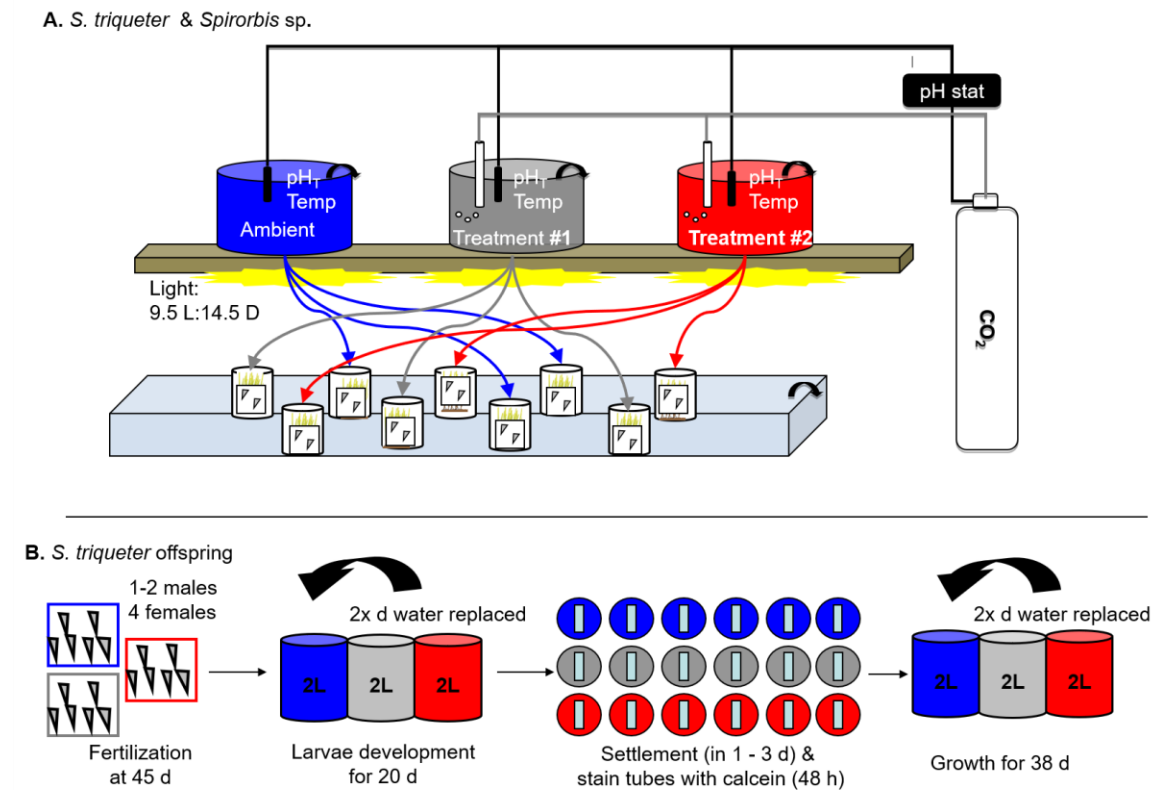 A. S. triqueter & Spirorbis sp.
pH stat
pHT
Temp
Ambient
pHT
Temp
Treatment #1
pHT
Temp
Treatment #2
Light:
9.5 L:14.5 D
CO2
B. S. triqueter offspring
1-2 males
4 females
Fertilization
at 45 d
2x d water replaced
2L
2L
2L
Larvae development
for 20 d
Settlement (in 1 - 3 d) &
stain tubes with calcein (48 h)
2x d water replaced
2L
2L
2L
Growth for 38 d